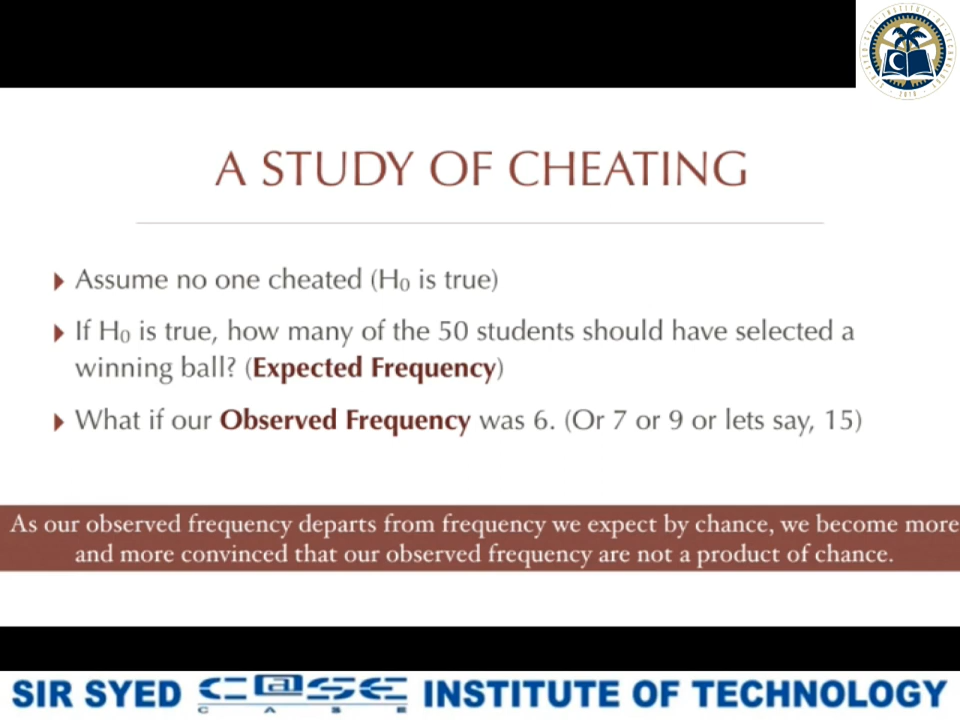 A STUDY OF CHEATING
Assume no one cheated (H₀ is true)
If H₀ is true, how many of the 50 students should have selected a
winning ball? (Expected Frequency)
What if our Observed Frequency was 6. (Or 7 or 9 or lets say, 15)
As our observed frequency departs from frequency we expect by chance, we become more
and more convinced that our observed frequency are not a product of chance.
SIR SYED C@SE INSTITUTE OF TECHNOLOGY
C A S E